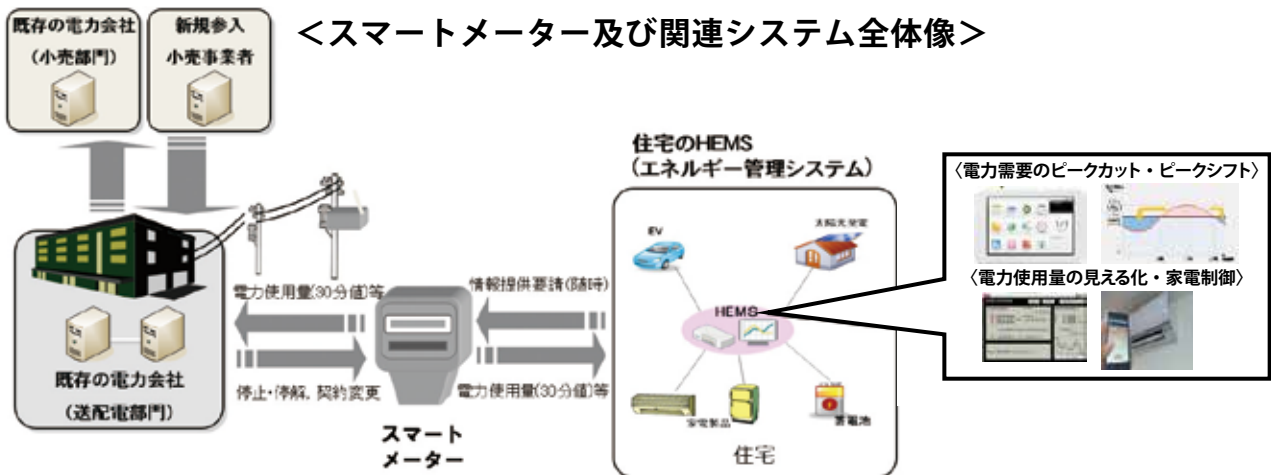 <スマートメーター及び関連システム全体像>
既存の電力会社
(小売部門)
新規参入
小売事業者
既存の電力会社
(送配電部門)
電力使用量(30分値)等
停止・停解, 契約変更
スマート
メーター
情報提供要請(随時)
電力使用量(30分値)等
住宅のHEMS
(エネルギー管理システム)
EV
太陽光発電
HEMS
家電製品
蓄電池
住宅
〈電力需要のピークカット・ピークシフト〉
〈電力使用量の見える化・家電制御〉